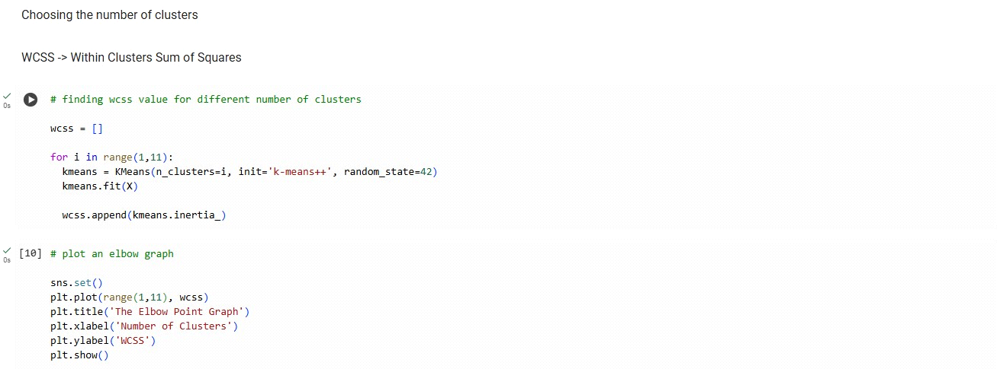 Choosing the number of clusters
WCSS -> Within Clusters Sum of Squares
0s
# finding wcss value for different number of clusters
wcss = []
for i in range(1,11):
  kmeans = KMeans(n_clusters=i, init='k-means++', random_state=42)
  kmeans.fit(X)
  wcss.append(kmeans.inertia_)
0s
[10] # plot an elbow graph
sns.set()
plt.plot(range(1,11), wcss)
plt.title('The Elbow Point Graph')
plt.xlabel('Number of Clusters')
plt.ylabel('WCSS')
plt.show()